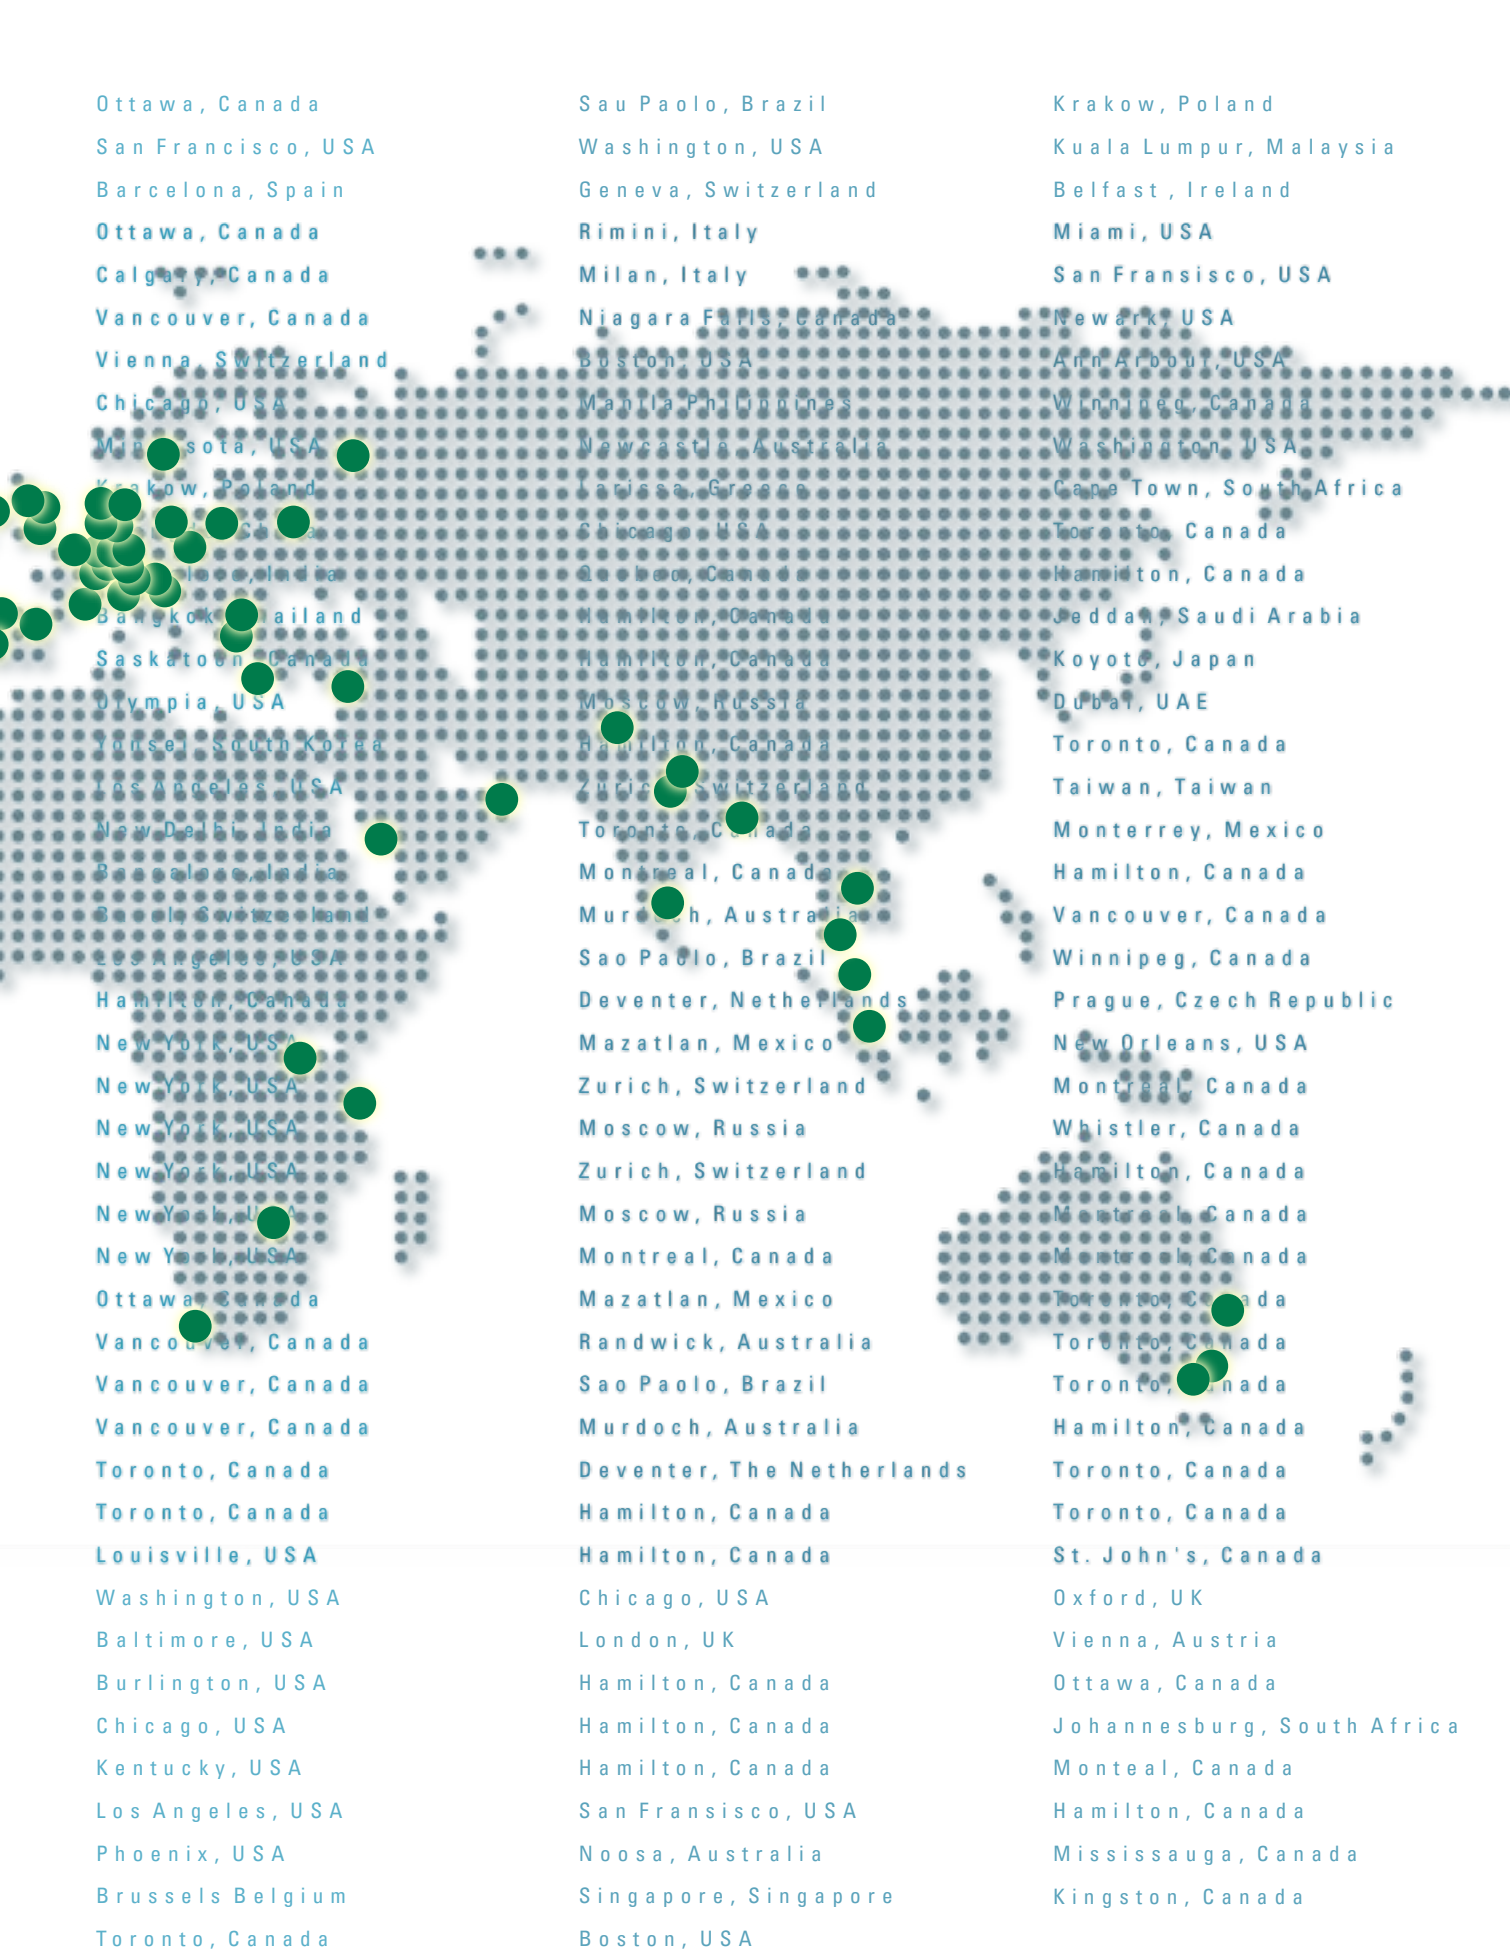 Ottawa, Canada
San Francisco, USA
Barcelona, Spain
Ottawa, Canada
Calgary, Canada
Vancouver, Canada
Vienna, Switzerland
Chicago, USA
USA
Krakow, Poland
China
India
Bangkok
Saskatoon, Canada
Olympia, USA
Yonsei, South Korea
Los Angeles, USA
New Delhi, India
Bangalore, India
Basel, Switzerland
Los Angeles, USA
Hamilton, Canada
New York, USA
New York, USA
New York, USA
New York, USA
New York, USA
New York, USA
Ottawa, Canada
Vancouver, Canada
Vancouver, Canada
Vancouver, Canada
Toronto, Canada
Toronto, Canada
Louisville, USA
Washington, USA
Baltimore, USA
Burlington, USA
Chicago, USA
Kentucky, USA
Los Angeles, USA
Phoenix, USA
Brussels Belgium
Toronto, Canada
Sau Paolo, Brazil
Washington, USA
Geneva, Switzerland
Rimini, Italy
Milan, Italy
Niagara Falls, Canada
Boston, USA
Manila Philippines
Newcastle, Australia
Larissa, Greece
Chicago, USA
Quebec, Canada
Hamilton, Canada
Hamilton, Canada
Moscow, Russia
Hamilton, Canada
Zurich, Switzerland
Toronto, Canada
Montreal, Canada
Murdoch, Australia
Sao Paolo, Brazil
Deventer, Netherlands
Mazatlan, Mexico
Zurich, Switzerland
Moscow, Russia
Zurich, Switzerland
Moscow, Russia
Montreal, Canada
Mazatlan, Mexico
Randwick, Australia
Sao Paolo, Brazil
Murdoch, Australia
Deventer, The Netherlands
Hamilton, Canada
Hamilton, Canada
Chicago, USA
London, UK
Hamilton, Canada
Hamilton, Canada
Hamilton, Canada
San Fransisco, USA
Noosa, Australia
Singapore, Singapore
Boston, USA
Krakow, Poland
Kuala Lumpur, Malaysia
Belfast , Ireland
Miami, USA
San Fransisco, USA
Newark, USA
Ann Arbour, USA
Winnipeg, Canada
Washington, USA
Cape Town, South Africa
Toronto, Canada
Hamilton, Canada
Jeddah, Saudi Arabia
Koyoto, Japan
Dubai, UAE
Toronto, Canada
Taiwan, Taiwan
Monterrey, Mexico
Hamilton, Canada
Vancouver, Canada
Winnipeg, Canada
Prague, Czech Republic
New Orleans, USA
Montreal, Canada
Whistler, Canada
Hamilton, Canada
Montreal, Canada
Montreal, Canada
Toronto, Canada
Toronto, Canada
Toronto, Canada
Hamilton, Canada
Toronto, Canada
Toronto, Canada
St. John's, Canada
Oxford, UK
Vienna, Austria
Ottawa, Canada
Johannesburg, South Africa
Monteal, Canada
Hamilton, Canada
Mississauga, Canada
Kingston, Canada